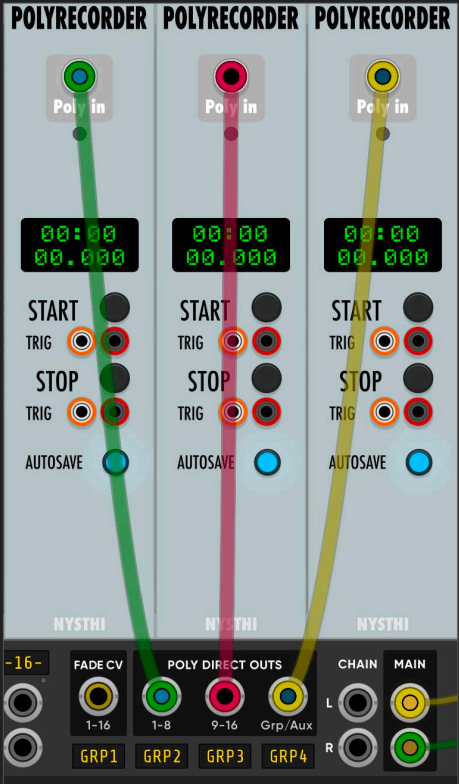 POLYRECORDER POLYRECORDER POLYRECORDER
Poly in Poly in Poly in
00:00 00:00 00:00
00.000 00.000 00.000
START START START
TRIG TRIG TRIG
STOP STOP STOP
TRIG TRIG TRIG
AUTOSAVE AUTOSAVE AUTOSAVE
NYSTHI NYSTHI NYSTHI
-16- FADE CV POLY DIRECT OUTS CHAIN MAIN
L
1-16 1-8 9-16 Grp/Aux
R
GRP1 GRP2 GRP3 GRP4